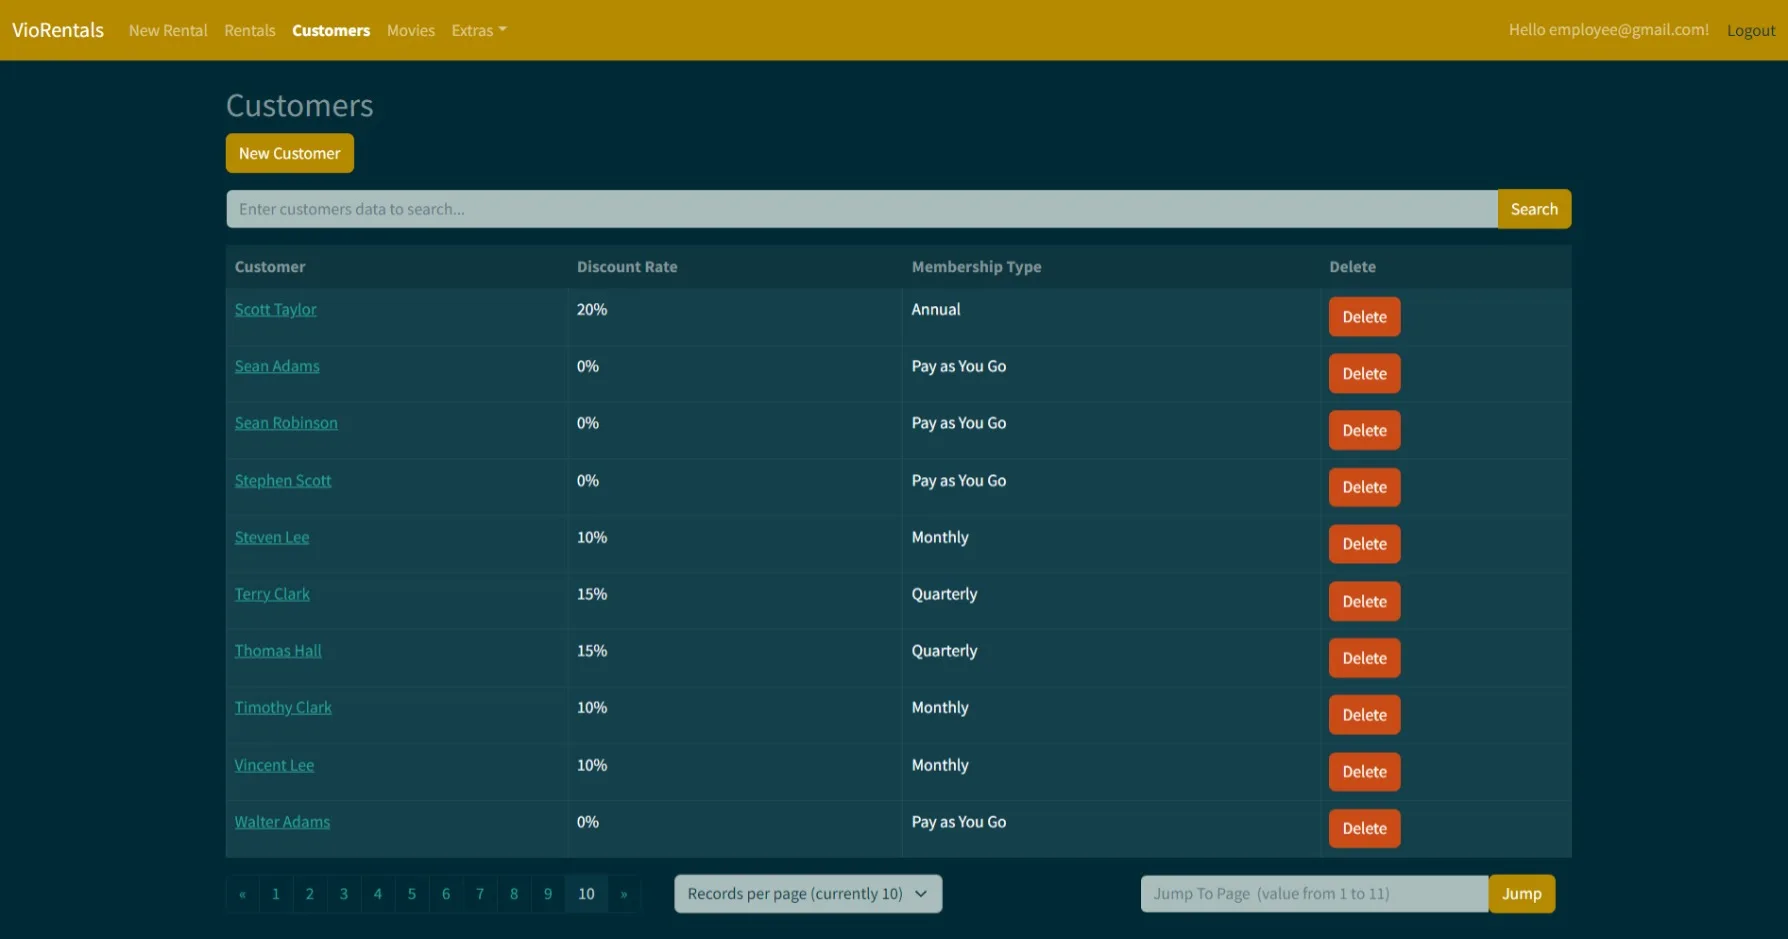 VioRentals New Rental Rentals Customers Movies Extras Hello employee@gmail.com! Logout
Customers
New Customer
Enter customers data to search... Search
Customer Discount Rate Membership Type Delete
Scott Taylor 20% Annual Delete
Sean Adams 0% Pay as You Go Delete
Sean Robinson 0% Pay as You Go Delete
Stephen Scott 0% Pay as You Go Delete
Steven Lee 10% Monthly Delete
Terry Clark 15% Quarterly Delete
Thomas Hall 15% Quarterly Delete
Timothy Clark 10% Monthly Delete
Vincent Lee 10% Monthly Delete
Walter Adams 0% Pay as You Go Delete
« 1 2 3 4 5 6 7 8 9 10 » Records per page (currently 10) Jump To Page (value from 1 to 11) Jump